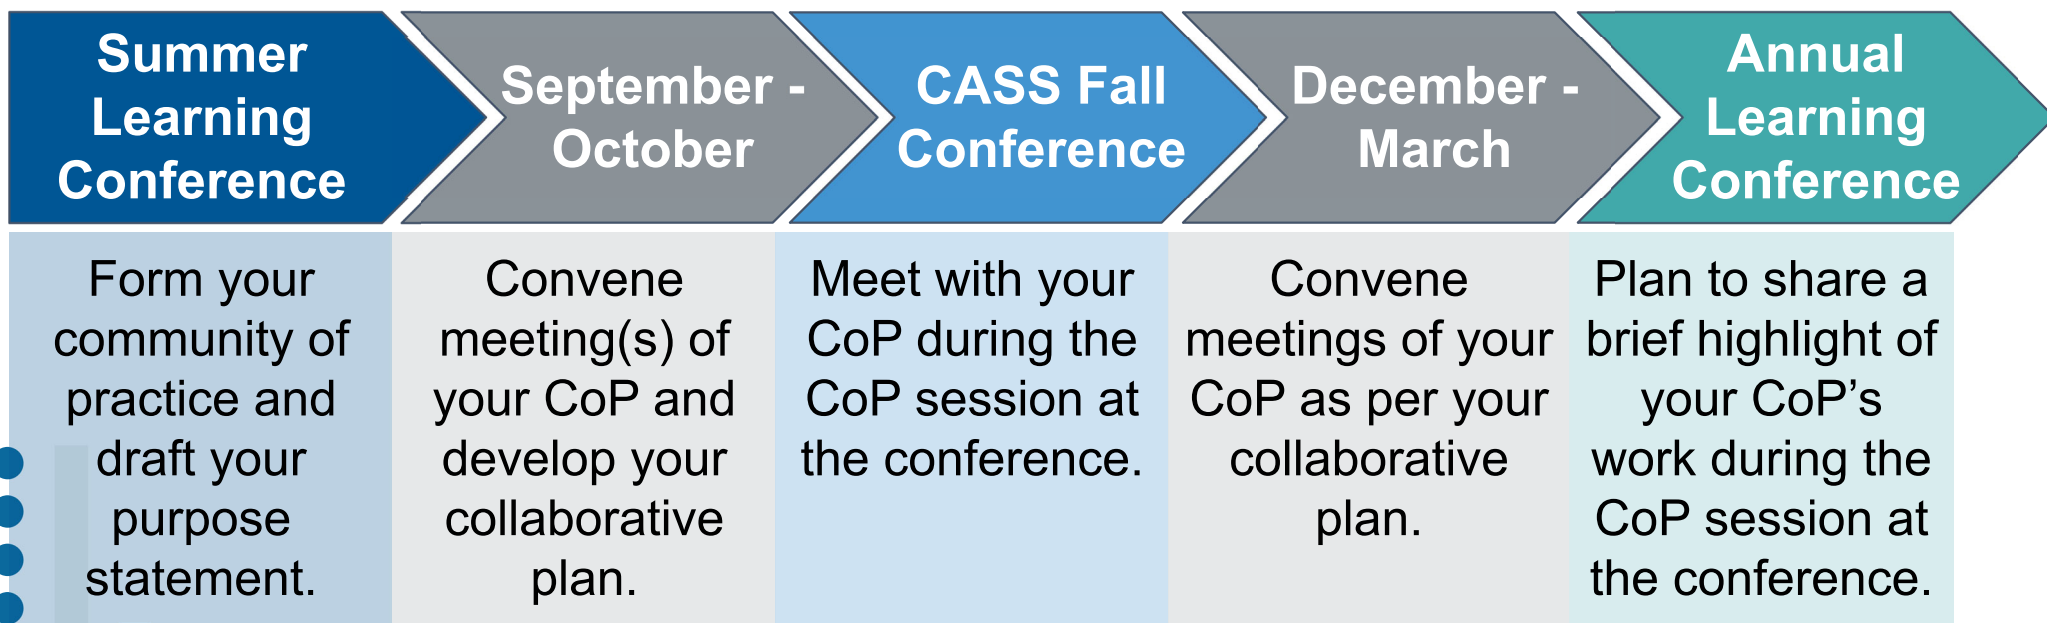 Summer
Learning
Conference
September -
October
CASS Fall
Conference
December -
March
Annual
Learning
Conference
Form your
community of
practice and
draft your
purpose
statement.
Convene
meeting(s) of
your CoP and
develop your
collaborative
plan.
Meet with your
CoP during the
CoP session at
the conference.
Convene
meetings of your
CoP as per your
collaborative
plan.
Plan to share a
brief highlight of
your CoP’s
work during the
CoP session at
the conference.